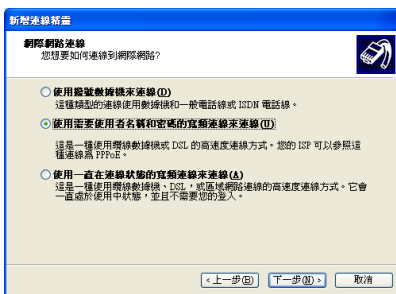 新增連線精靈
網際網路連線
您想要如何連線到網際網路?
使用撥號數據機來連線(D)
這種類型的連線使用數據機和一般電話線或 ISDN 電話線。
使用需要使用者名稱和密碼的寬頻連線來連線(U)
這是一種使用纜線數據機或 DSL 的高速度連線方式。您的 ISP 可以參照這
種連線為 PPPoE。
使用一直在連線狀態的寬頻連線來連線(A)
這是一種使用纜線數據機、DSL，或區域網路連線的高速度連線方式。它會
一直處於使用中狀態，並且不需要您的登入。
<上一步(B)
下一步(N)>
取消